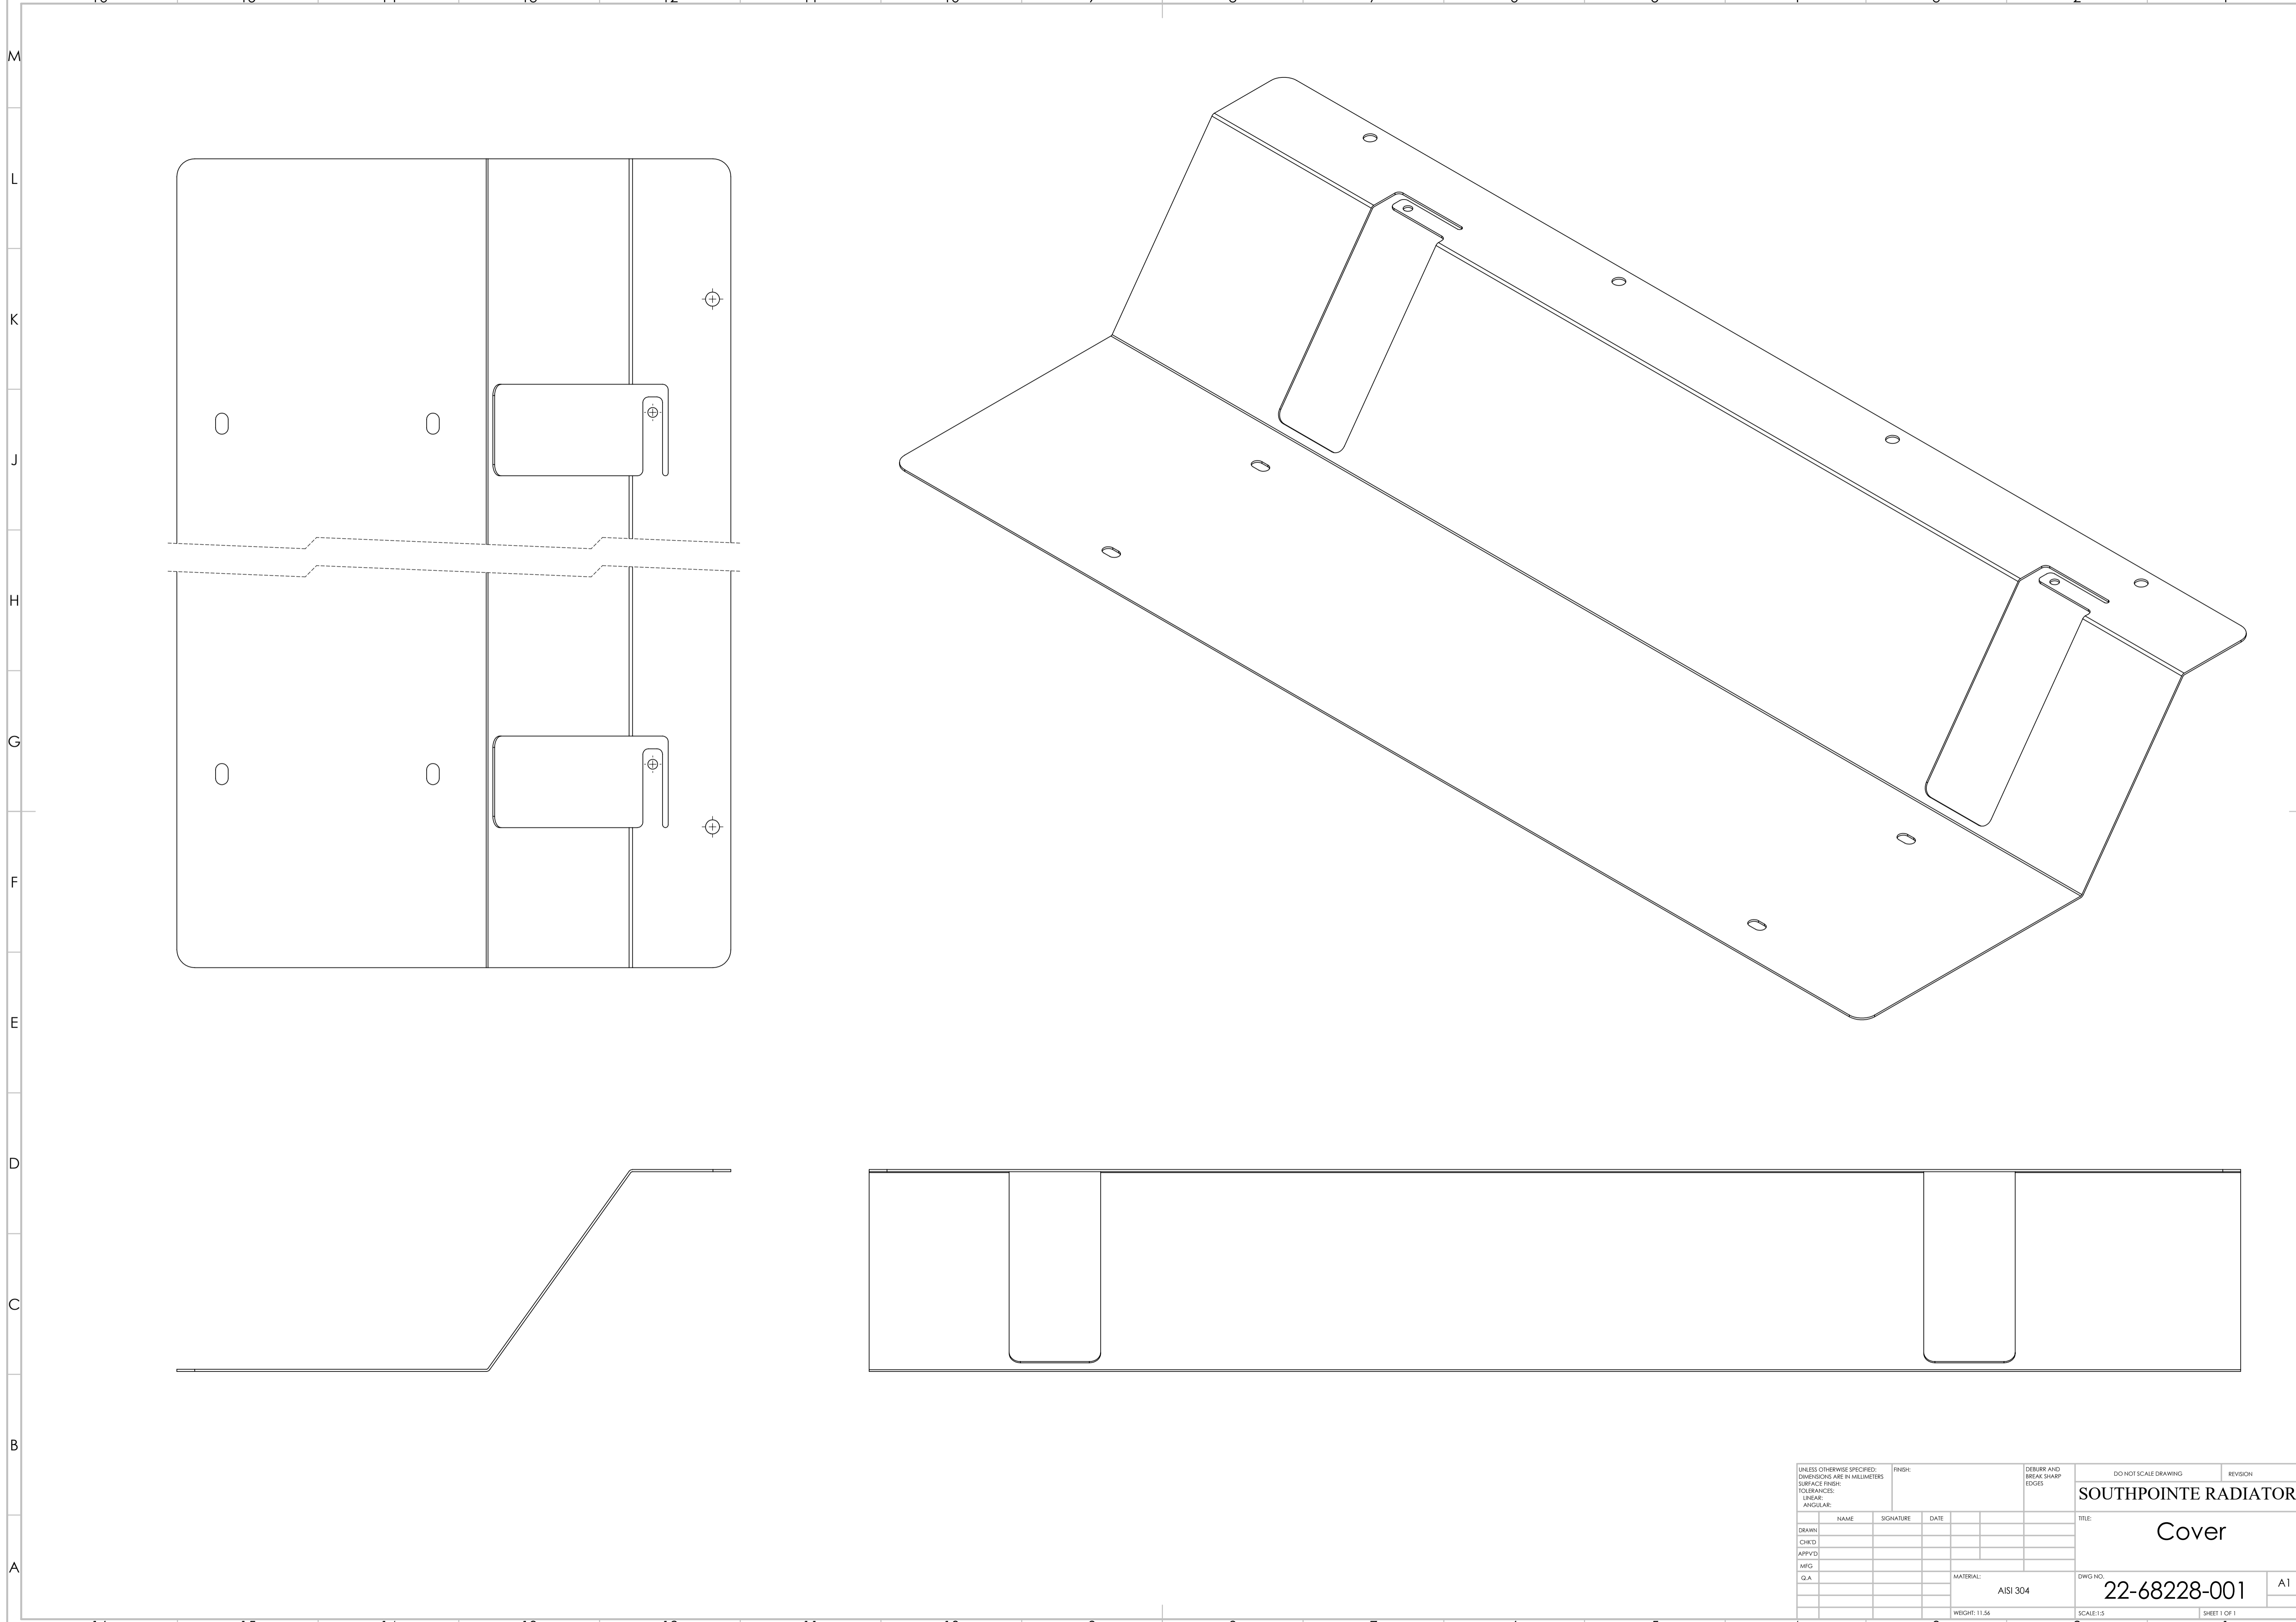 M
L
K
J
H
G
F
E
D
C
B
A
UNLESS OTHERWISE SPECIFIED:
DIMENSIONS ARE IN MILLIMETERS
SURFACE FINISH:
TOLERANCES:
LINEAR:
ANGULAR:
FINISH:
DEBURR AND
BREAK SHARP
EDGES
DO NOT SCALE DRAWING
REVISION
SOUTHPOINTE RADIATOR
NAME
SIGNATURE
DATE
TITLE:
DRAWN
Cover
CHK'D
APPV'D
MFG
Q.A
MATERIAL:
AISI 304
DWG NO.
22-68228-001
A1
WEIGHT: 11.56
SCALE:1:5
SHEET 1 OF 1